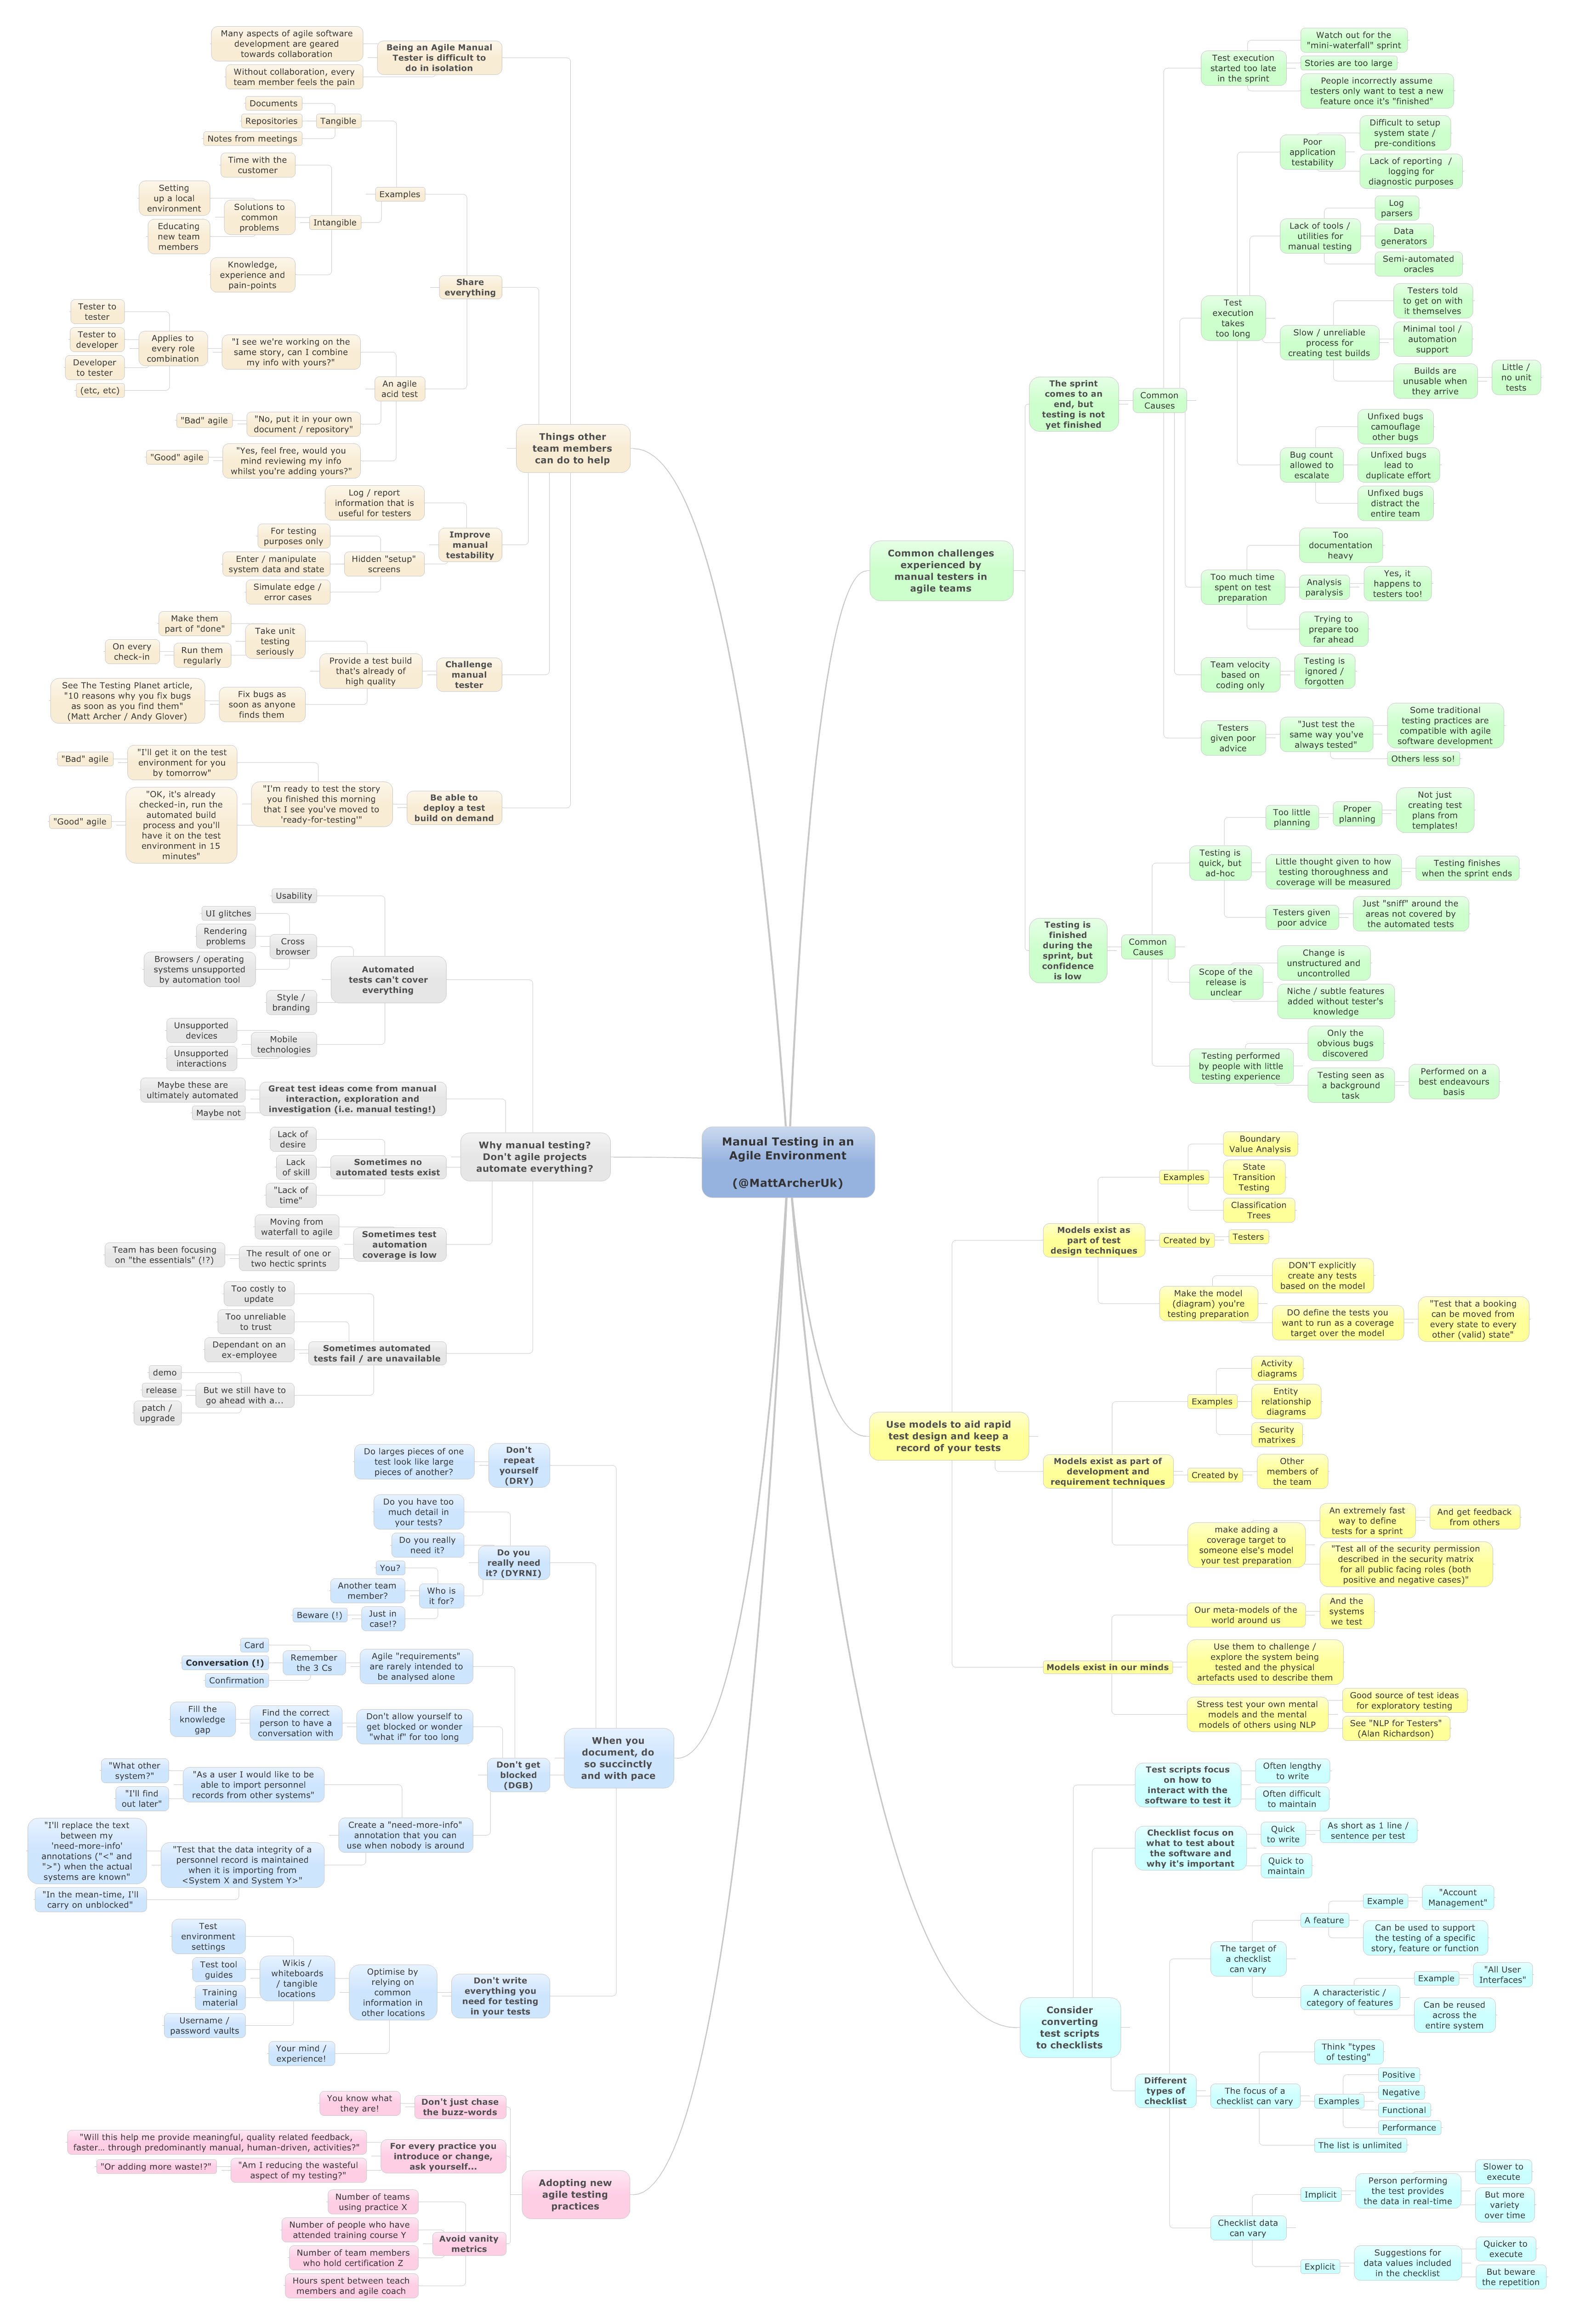 Manual Testing in an
Agile Environment
(@MattArcherUk)
Common challenges
experienced by
manual testers in
agile teams
The sprint
comes to an
end, but
testing is not
yet finished
Common
Causes
Test execution
started too late
in the sprint
Watch out for the
"mini-waterfall" sprint
Stories are too large
People incorrectly assume
testers only want to test a new
feature once it's "finished"
Test
execution
takes
too long
Poor
application
testability
Difficult to setup
system state /
pre-conditions
Lack of reporting /
logging for
diagnostic purposes
Lack of tools /
utilities for
manual testing
Log
parsers
Data
generators
Semi-automated
oracles
Slow / unreliable
process for
creating test builds
Testers told
to get on with
it themselves
Minimal tool /
automation
support
Builds are
unusable when
they arrive
Little /
no unit
tests
Bug count
allowed to
escalate
Unfixed bugs
camouflage
other bugs
Unfixed bugs
lead to
duplicate effort
Unfixed bugs
distract the
entire team
Too much time
spent on test
preparation
Too
documentation
heavy
Analysis
paralysis
Yes, it
happens to
testers too!
Trying to
prepare too
far ahead
Team velocity
based on
coding only
Testing is
ignored /
forgotten
Testers
given poor
advice
"Just test the
same way you've
always tested"
Some traditional
testing practices are
compatible with agile
software development
Others less so!
Testing is
finished
during the
sprint, but
confidence
is low
Common
Causes
Testing is
quick, but
ad-hoc
Too little
planning
Proper
planning
Not just
creating test
plans from
templates!
Little thought given to how
testing thoroughness and
coverage will be measured
Testing finishes
when the sprint ends
Testers given
poor advice
Just "sniff" around the
areas not covered by
the automated tests
Scope of the
release is
unclear
Change is
unstructured and
uncontrolled
Niche / subtle features
added without tester's
knowledge
Testing performed
by people with little
testing experience
Only the
obvious bugs
discovered
Testing seen as
a background
task
Performed on a
best endeavours
basis
Use models to aid rapid
test design and keep a
record of your tests
Models exist as
part of test
design techniques
Examples
Boundary
Value Analysis
State
Transition
Testing
Classification
Trees
Created by
Testers
Make the model
(diagram) you're
testing preparation
DON'T explicitly
create any tests
based on the model
DO define the tests you
want to run as a coverage
target over the model
"Test that a booking
can be moved from
every state to every
other (valid) state"
Models exist as part of
development and
requirement techniques
Examples
Activity
diagrams
Entity
relationship
diagrams
Security
matrixes
Created by
Other
members of
the team
make adding a
coverage target to
someone else's model
your test preparation
An extremely fast
way to define
tests for a sprint
And get feedback
from others
"Test all of the security permission
described in the security matrix
for all public facing roles (both
positive and negative cases)"
Models exist in our minds
Our meta-models of the
world around us
And the
systems
we test
Use them to challenge /
explore the system being
tested and the physical
artefacts used to describe them
Stress test your own mental
models and the mental
models of others using NLP
Good source of test ideas
for exploratory testing
See "NLP for Testers"
(Alan Richardson)
Consider
converting
test scripts
to checklists
Test scripts focus
on how to
interact with the
software to test it
Often lengthy
to write
Often difficult
to maintain
Checklist focus on
what to test about
the software and
why it's important
Quick
to write
As short as 1 line /
sentence per test
Quick to
maintain
Different
types of
checklist
The target of
a checklist
can vary
A feature
Example
"Account
Management"
Can be used to support
the testing of a specific
story, feature or function
A characteristic /
category of features
Example
"All User
Interfaces"
Can be reused
across the
entire system
The focus of a
checklist can vary
Think "types
of testing"
Examples
Positive
Negative
Functional
Performance
The list is unlimited
Checklist data
can vary
Implicit
Person performing
the test provides
the data in real-time
Slower to
execute
But more
variety
over time
Explicit
Suggestions for
data values included
in the checklist
Quicker to
execute
But beware
the repetition
Things other
team members
can do to help
Being an Agile Manual
Tester is difficult to
do in isolation
Many aspects of agile software
development are geared
towards collaboration
Without collaboration, every
team member feels the pain
Share
everything
Examples
Tangible
Documents
Repositories
Notes from meetings
Intangible
Time with the
customer
Solutions to
common
problems
Setting
up a local
environment
Educating
new team
members
Knowledge,
experience and
pain-points
An agile
acid test
"I see we're working on the
same story, can I combine
my info with yours?"
Applies to
every role
combination
Tester to
tester
Tester to
developer
Developer
to tester
(etc, etc)
"No, put it in your own
document / repository"
"Bad" agile
"Yes, feel free, would you
mind reviewing my info
whilst you're adding yours?"
"Good" agile
Improve
manual
testability
Log / report
information that is
useful for testers
Hidden "setup"
screens
For testing
purposes only
Enter / manipulate
system data and state
Simulate edge /
error cases
Challenge
manual
tester
Provide a test build
that's already of
high quality
Take unit
testing
seriously
Make them
part of "done"
Run them
regularly
On every
check-in
Fix bugs as
soon as anyone
finds them
See The Testing Planet article,
"10 reasons why you fix bugs
as soon as you find them"
(Matt Archer / Andy Glover)
Be able to
deploy a test
build on demand
"I'm ready to test the story
you finished this morning
that I see you've moved to
'ready-for-testing'"
"I'll get it on the test
environment for you
by tomorrow"
"Bad" agile
"OK, it's already
checked-in, run the
automated build
process and you'll
have it on the test
environment in 15
minutes"
"Good" agile
Why manual testing?
Don't agile projects
automate everything?
Automated
tests can't cover
everything
Usability
Cross
browser
UI glitches
Rendering
problems
Browsers / operating
systems unsupported
by automation tool
Style /
branding
Mobile
technologies
Unsupported
devices
Unsupported
interactions
Great test ideas come from manual
interaction, exploration and
investigation (i.e. manual testing!)
Maybe these are
ultimately automated
Maybe not
Sometimes no
automated tests exist
Lack of
desire
Lack
of skill
"Lack of
time"
Sometimes test
automation
coverage is low
Moving from
waterfall to agile
The result of one or
two hectic sprints
Team has been focusing
on "the essentials" (!?)
Sometimes automated
tests fail / are unavailable
Too costly to
update
Too unreliable
to trust
Dependant on an
ex-employee
But we still have to
go ahead with a...
demo
release
patch /
upgrade
When you
document, do
so succinctly
and with pace
Don't
repeat
yourself
(DRY)
Do larges pieces of one
test look like large
pieces of another?
Do you
really need
it? (DYRNI)
Do you have too
much detail in
your tests?
Do you really
need it?
Who is
it for?
You?
Another team
member?
Just in
case!?
Beware (!)
Don't get
blocked
(DGB)
Agile "requirements"
are rarely intended to
be analysed alone
Remember
the 3 Cs
Card
Conversation (!)
Confirmation
Don't allow yourself to
get blocked or wonder
"what if" for too long
Find the correct
person to have a
conversation with
Fill the
knowledge
gap
Create a "need-more-info"
annotation that you can
use when nobody is around
"As a user I would like to be
able to import personnel
records from other systems"
"What other
system?"
"I'll find
out later"
"Test that the data integrity of a
personnel record is maintained
when it is importing from
<System X and System Y>"
"I'll replace the text
between my
'need-more-info'
annotations ("<" and
">") when the actual
systems are known"
"In the mean-time, I'll
carry on unblocked"
Don't write
everything you
need for testing
in your tests
Optimise by
relying on
common
information in
other locations
Wikis /
whiteboards
/ tangible
locations
Test
environment
settings
Test tool
guides
Training
material
Username /
password vaults
Your mind /
experience!
Adopting new
agile testing
practices
Don't just chase
the buzz-words
You know what
they are!
For every practice you
introduce or change,
ask yourself...
"Will this help me provide meaningful, quality related feedback,
faster... through predominantly manual, human-driven, activities?"
"Am I reducing the wasteful
aspect of my testing?"
"Or adding more waste!?"
Avoid vanity
metrics
Number of teams
using practice X
Number of people who have
attended training course Y
Number of team members
who hold certification Z
Hours spent between teach
members and agile coach